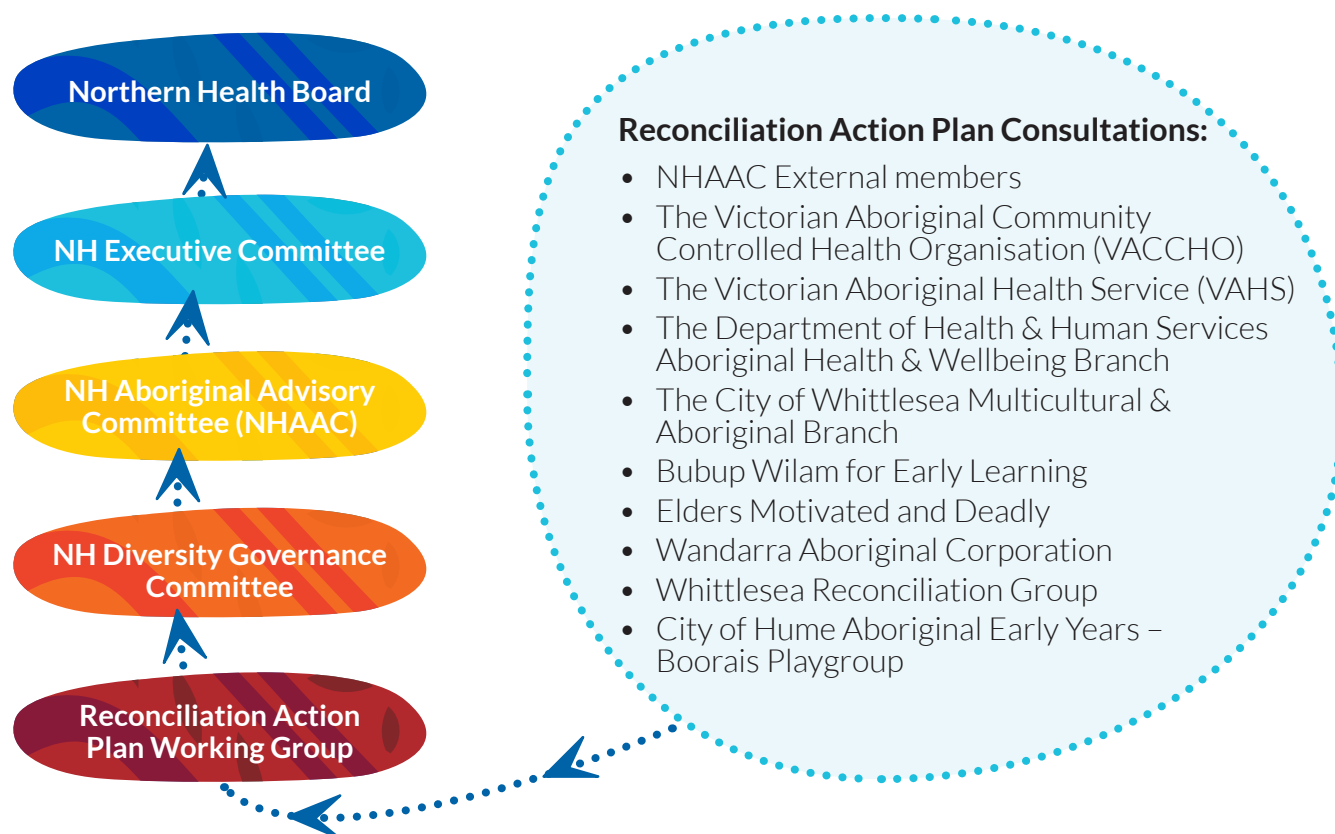 Northern Health Board
NH Executive Committee
NH Aboriginal Advisory
Committee (NHAAC)
NH Diversity Governance
Committee
Reconciliation Action
Plan Working Group
Reconciliation Action Plan Consultations:
• NHAAC External members
• The Victorian Aboriginal Community
Controlled Health Organisation (VACCHO)
• The Victorian Aboriginal Health Service (VAHS)
• The Department of Health & Human Services
Aboriginal Health & Wellbeing Branch
• The City of Whittlesea Multicultural &
Aboriginal Branch
• Bubup Wilam for Early Learning
• Elders Motivated and Deadly
• Wandarra Aboriginal Corporation
• Whittlesea Reconciliation Group
• City of Hume Aboriginal Early Years –
Boorais Playgroup